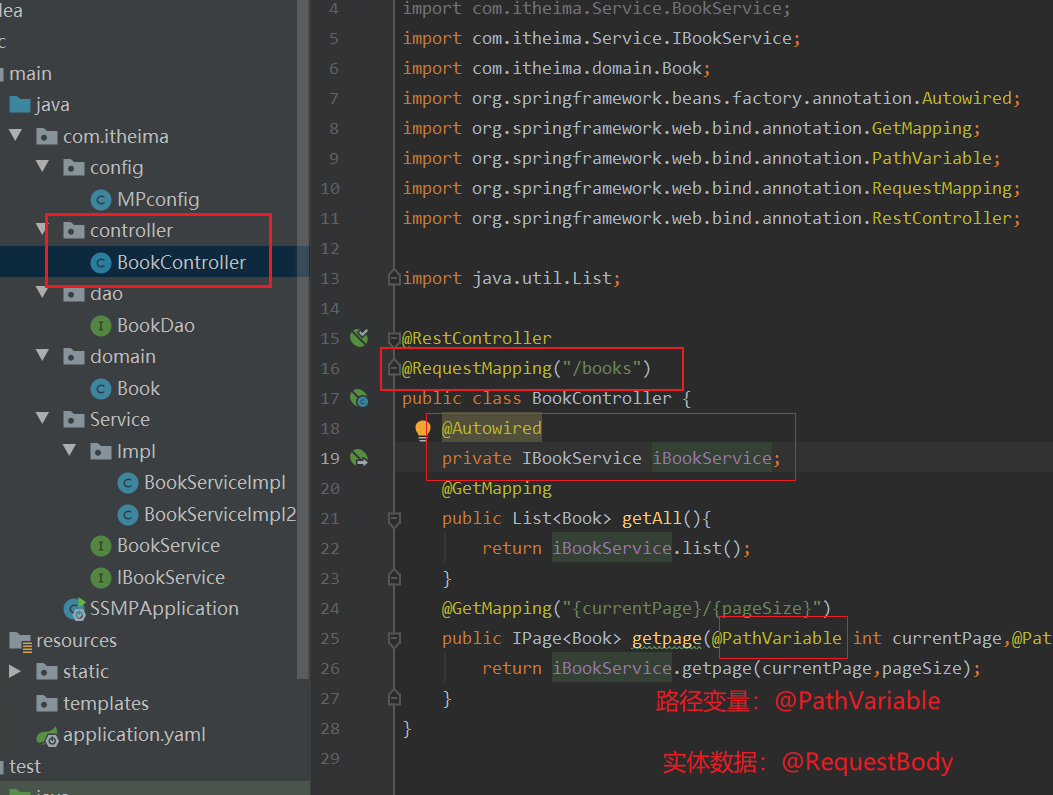 main
java
com.itheima
config
MPconfig
controller
BookController
dao
BookDao
domain
Book
Service
Impl
BookServiceImpl
BookServiceImpl2
BookService
IBookService
SSMPApplication
resources
static
templates
application.yaml
test
4 import com.itheima.Service.BookService;
5 import com.itheima.Service.IBookService;
6 import com.itheima.domain.Book;
7 import org.springframework.beans.factory.annotation.Autowired;
8 import org.springframework.web.bind.annotation.GetMapping;
9 import org.springframework.web.bind.annotation.PathVariable;
10 import org.springframework.web.bind.annotation.RequestMapping;
11 import org.springframework.web.bind.annotation.RestController;
12
13 import java.util.List;
14
15 @RestController
16 @RequestMapping("/books")
17 public class BookController {
18 @Autowired
19 private IBookService iBookService;
20 @GetMapping
21 public List<Book> getAll(){
22 return iBookService.list();
23 }
24 @GetMapping("{currentPage}/{pageSize}")
25 public IPage<Book> getpage(@PathVariable int currentPage,@Pat
26 return iBookService.getpage(currentPage,pageSize);
27 }
路径变量：@PathVariable
28 }
29
实体数据：@RequestBody